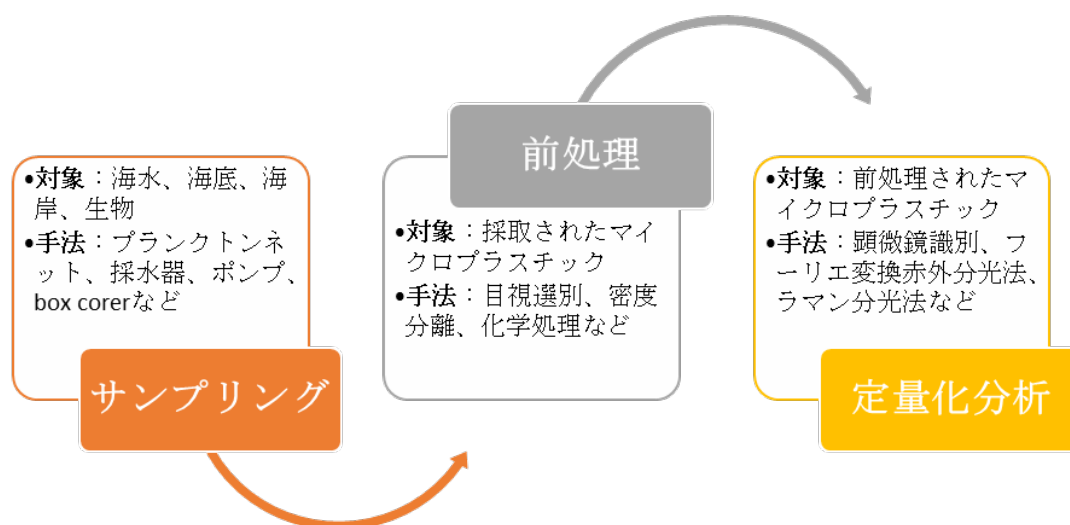 •対象：海水、海底、海
岸、生物
•手法：プランクトンネ
ット、採水器、ポンプ、
box corerなど
サンプリング
前処理
•対象：採取されたマイ
クロプラスチック
•手法：目視選別、密度
分離、化学処理など
•対象：前処理されたマ
イクロプラスチック
•手法：顕微鏡識別、フ
ーリエ変換赤外分光法、
ラマン分光法など
定量化分析